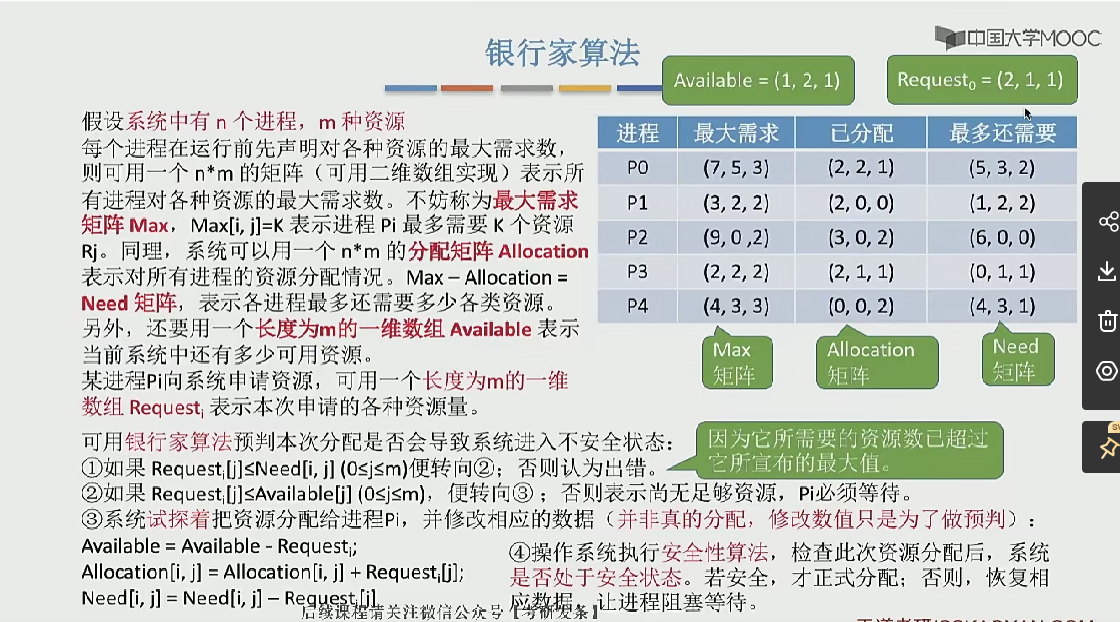 中国大学MOOC
银行家算法
Available = (1, 2, 1)
Request₀ = (2, 1, 1)
假设系统中有 n 个进程，m 种资源
每个进程在运行前先声明对各种资源的最大需求数，
则可用一个 n*m 的矩阵（可用二维数组实现）表示所
有进程对各种资源的最大需求数。不妨称为最大需求
矩阵 Max，Max[i, j]=K 表示进程 Pi 最多需要 K 个资源
Rj。同理，系统可以用一个 n*m 的分配矩阵 Allocation
表示对所有进程的资源分配情况。Max – Allocation =
Need 矩阵，表示各进程最多还需要多少各类资源。
另外，还要用一个长度为m的一维数组 Available 表示
当前系统中还有多少可用资源。
某进程Pi向系统申请资源，可用一个长度为m的一维
数组 Requestᵢ 表示本次申请的各种资源量。
进程 最大需求 已分配 最多还需要
P0 (7, 5, 3) (2, 2, 1) (5, 3, 2)
P1 (3, 2, 2) (2, 0, 0) (1, 2, 2)
P2 (9, 0 ,2) (3, 0, 2) (6, 0, 0)
P3 (2, 2, 2) (2, 1, 1) (0, 1, 1)
P4 (4, 3, 3) (0, 0, 2) (4, 3, 1)
Max
矩阵
Allocation
矩阵
Need
矩阵
可用银行家算法预判本次分配是否会导致系统进入不安全状态：
①如果 Requestᵢ[j]≤Need[i, j] (0≤j≤m)便转向②；否则认为出错。
因为它所需要的资源数已超过
它所宣布的最大值。
②如果 Requestᵢ[j]≤Available[j] (0≤j≤m)，便转向③ ；否则表示尚无足够资源，Pi必须等待。
③系统试探着把资源分配给进程Pi，并修改相应的数据（并非真的分配，修改数值只是为了做预判）：
Available = Available - Requestᵢ;
Allocation[i, j] = Allocation[i, j] + Requestᵢ[j];
Need[i, j] = Need[i, j] – Requestᵢ[j]
④操作系统执行安全性算法，检查此次资源分配后，系统
是否处于安全状态。若安全，才正式分配；否则，恢复相
应数据，让进程阻塞等待。
后续课程请关注微信公众号【考研发条】